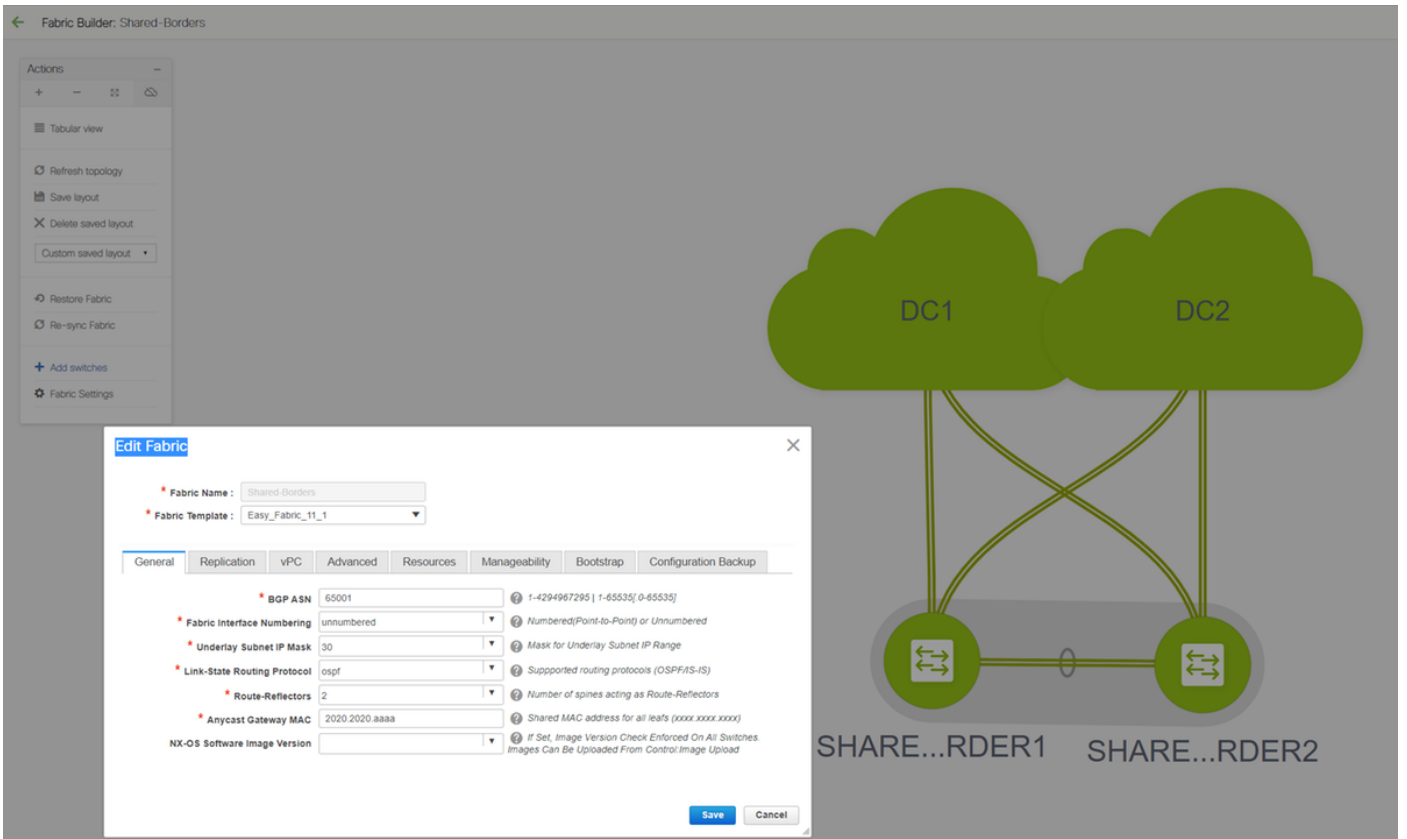 Fabric Builder: Shared-Borders
Actions
Tabular view
Refresh topology
Save layout
Delete saved layout
Custom saved layout
Restore Fabric
Re-sync Fabric
Add switches
Fabric Settings
DC1
DC2
SHARE...RDER1
SHARE...RDER2
Edit Fabric
* Fabric Name : Shared-Borders
* Fabric Template : Easy_Fabric_11_1
General Replication vPC Advanced Resources Manageability Bootstrap Configuration Backup
* BGP ASN 65001 ? 1-4294967295 | 1-65535[.0-65535]
* Fabric Interface Numbering unnumbered ? Numbered(Point-to-Point) or Unnumbered
* Underlay Subnet IP Mask 30 ? Mask for Underlay Subnet IP Range
* Link-State Routing Protocol ospf ? Suppported routing protocols (OSPF/IS-IS)
* Route-Reflectors 2 ? Number of spines acting as Route-Reflectors
* Anycast Gateway MAC 2020.2020.aaaa ? Shared MAC address for all leafs (xxxx.xxxx.xxxx)
NX-OS Software Image Version ? If Set, Image Version Check Enforced On All Switches.
Images Can Be Uploaded From Control:Image Upload
Save Cancel